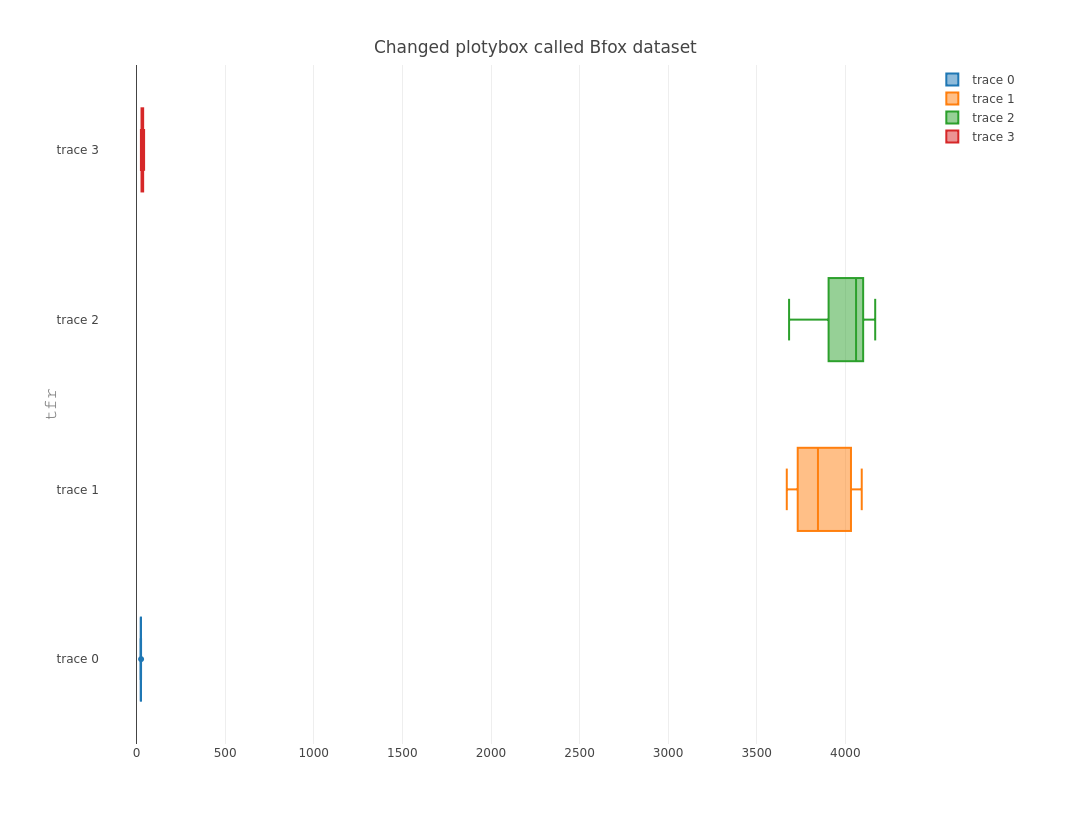 Changed plotybox called Bfox dataset
trace 0
trace 1
trace 2
trace 3
trace 3
trace 2
tfr
trace 1
trace 0
0 500 1000 1500 2000 2500 3000 3500 4000